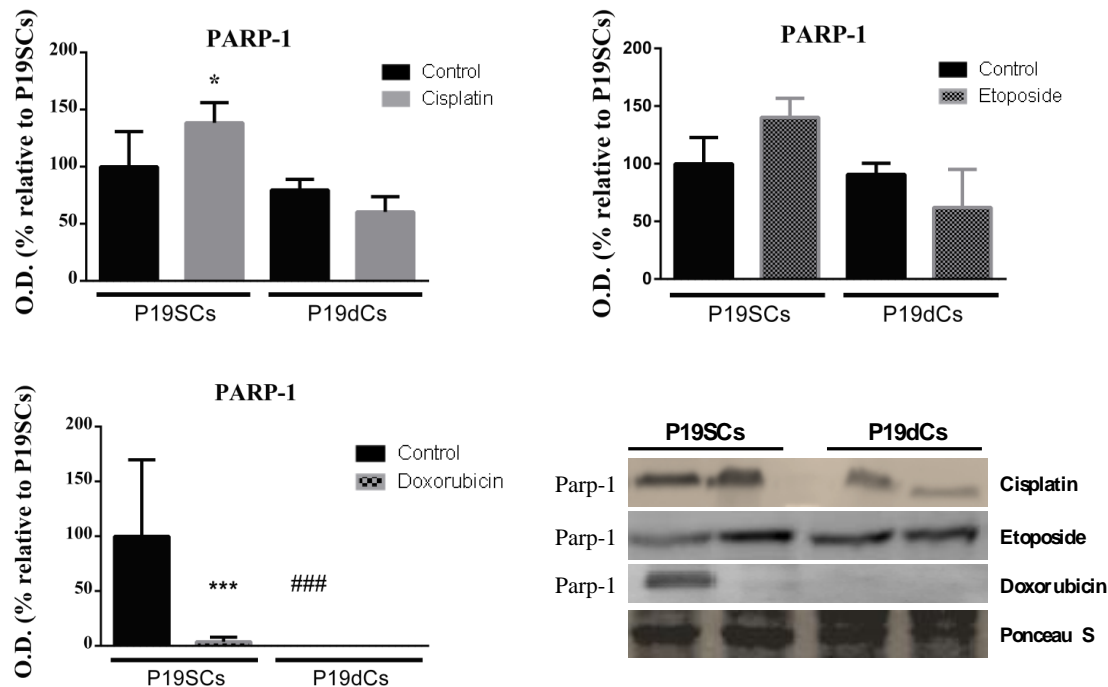 PARP-1
O.D. (% relative to P19SCs)
200
150
100
50
0
*
Control
Cisplatin
P19SCs
P19dCs
PARP-1
O.D. (% relative to P19SCs)
200
150
100
50
0
Control
Etoposide
P19SCs
P19dCs
PARP-1
O.D. (% relative to P19SCs)
200
150
100
50
0
***
###
Control
Doxorubicin
P19SCs
P19dCs
P19SCs P19dCs
Parp-1 Cisplatin
Parp-1 Etoposide
Parp-1 Doxorubicin
Ponceau S